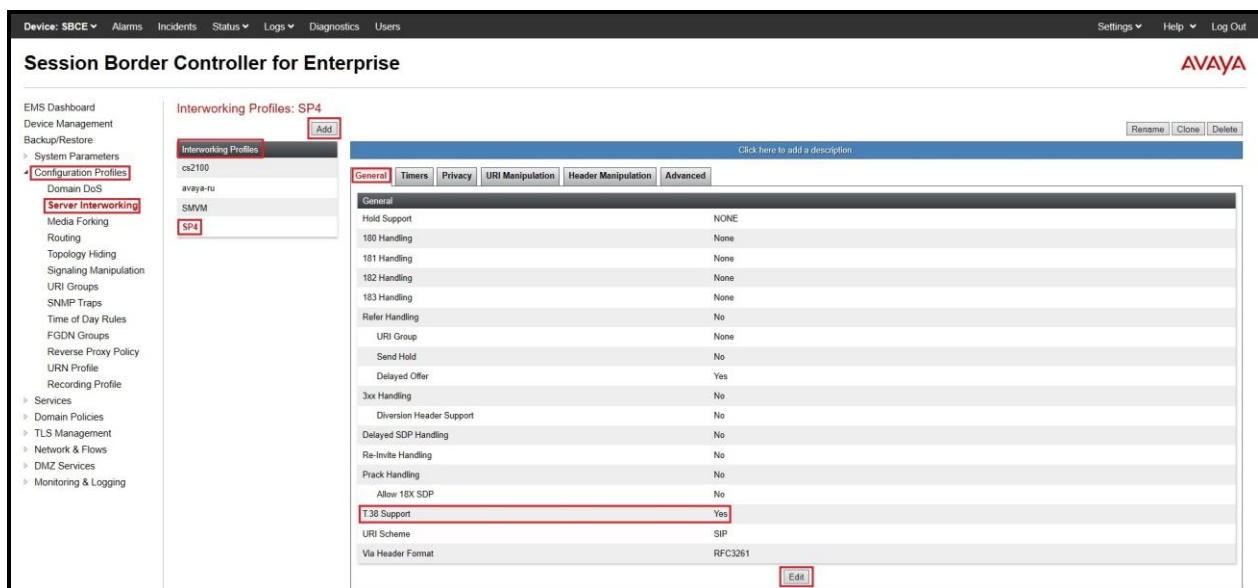 Device: SBCE Alarms Incidents Status Logs Diagnostics Users Settings Help Log Out
Session Border Controller for Enterprise
AVAYA
EMS Dashboard
Device Management
Backup/Restore
System Parameters
Configuration Profiles
Domain DoS
Server Interworking
Media Forking
Routing
Topology Hiding
Signaling Manipulation
URI Groups
SNMP Traps
Time of Day Rules
FGDN Groups
Reverse Proxy Policy
URN Profile
Recording Profile
Services
Domain Policies
TLS Management
Network & Flows
DMZ Services
Monitoring & Logging
Interworking Profiles: SP4
Add
Rename Clone Delete
Interworking Profiles
cs2100
avaya-ru
SMVM
SP4
Click here to add a description.
General Timers Privacy URI Manipulation Header Manipulation Advanced
General
Hold Support NONE
180 Handling None
181 Handling None
182 Handling None
183 Handling None
Refer Handling No
URI Group None
Send Hold No
Delayed Offer Yes
3xx Handling No
Diversion Header Support No
Delayed SDP Handling No
Re-Invite Handling No
Prack Handling No
Allow 18X SDP No
T.38 Support Yes
URI Scheme SIP
Via Header Format RFC3261
Edit